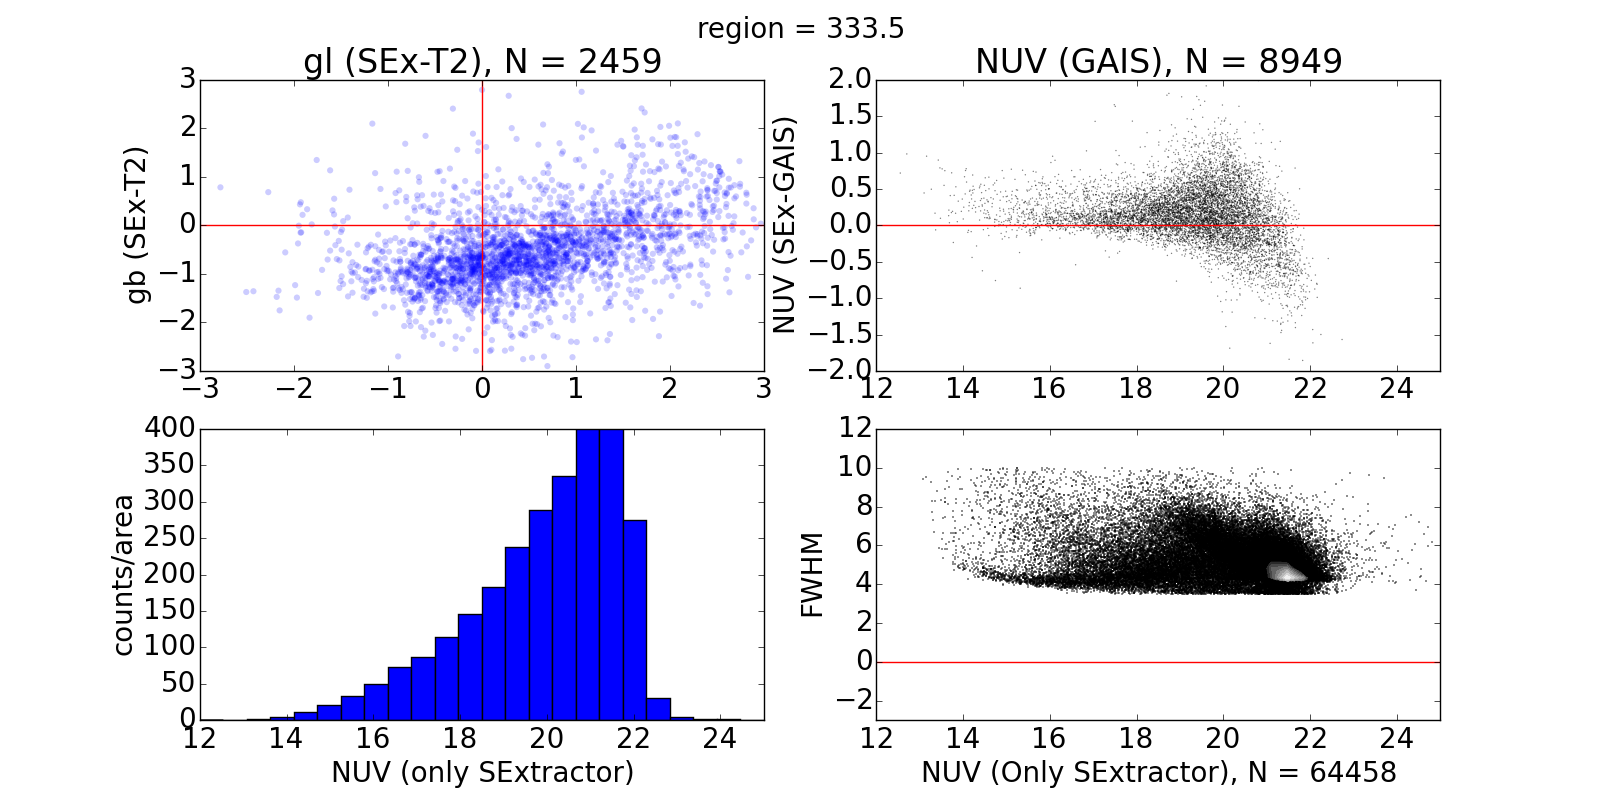 region = 333.5
gl (SEx-T2), N = 2459
NUV (GAIS), N = 8949
3
2
1
0
−1
−2
−3
gb (SEx-T2)
−3 −2 −1 0 1 2 3
2.0
1.5
1.0
0.5
0.0
−0.5
−1.0
−1.5
−2.0
NUV (SEx-GAIS)
12 14 16 18 20 22 24
400
350
300
250
200
150
100
50
0
counts/area
12 14 16 18 20 22 24
NUV (only SExtractor)
12
10
8
6
4
2
0
−2
FWHM
12 14 16 18 20 22 24
NUV (Only SExtractor), N = 64458